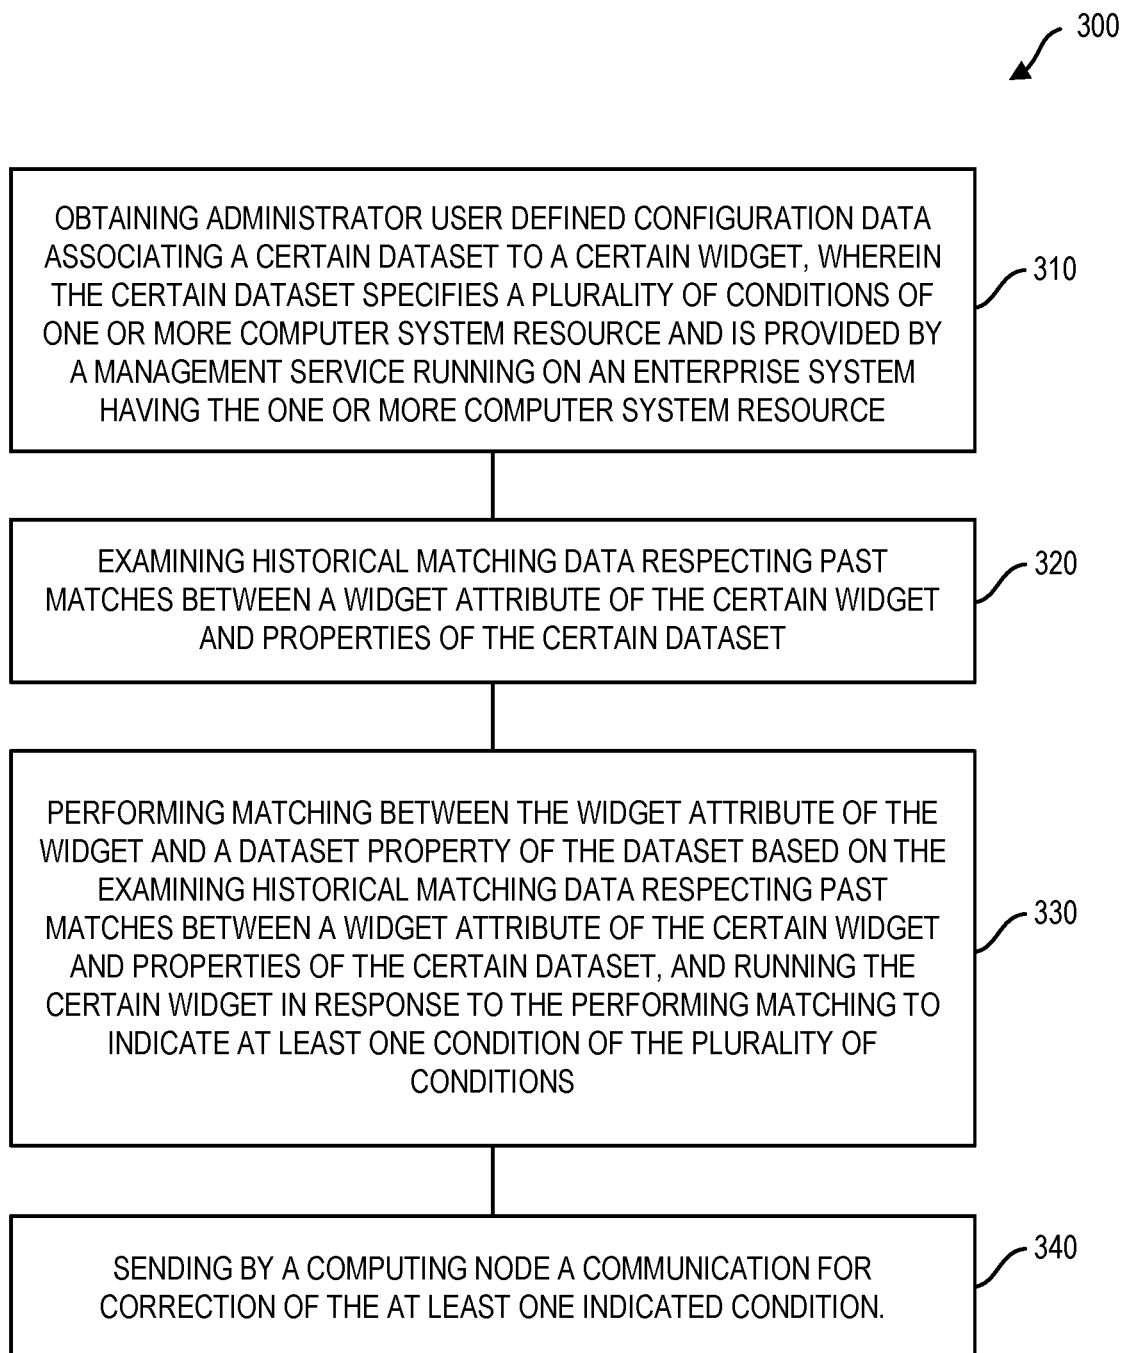 300
OBTAINING ADMINISTRATOR USER DEFINED CONFIGURATION DATA
ASSOCIATING A CERTAIN DATASET TO A CERTAIN WIDGET, WHEREIN
THE CERTAIN DATASET SPECIFIES A PLURALITY OF CONDITIONS OF
ONE OR MORE COMPUTER SYSTEM RESOURCE AND IS PROVIDED BY
A MANAGEMENT SERVICE RUNNING ON AN ENTERPRISE SYSTEM
HAVING THE ONE OR MORE COMPUTER SYSTEM RESOURCE
310
EXAMINING HISTORICAL MATCHING DATA RESPECTING PAST
MATCHES BETWEEN A WIDGET ATTRIBUTE OF THE CERTAIN WIDGET
AND PROPERTIES OF THE CERTAIN DATASET
320
PERFORMING MATCHING BETWEEN THE WIDGET ATTRIBUTE OF THE
WIDGET AND A DATASET PROPERTY OF THE DATASET BASED ON THE
EXAMINING HISTORICAL MATCHING DATA RESPECTING PAST
MATCHES BETWEEN A WIDGET ATTRIBUTE OF THE CERTAIN WIDGET
AND PROPERTIES OF THE CERTAIN DATASET, AND RUNNING THE
CERTAIN WIDGET IN RESPONSE TO THE PERFORMING MATCHING TO
INDICATE AT LEAST ONE CONDITION OF THE PLURALITY OF
CONDITIONS
330
SENDING BY A COMPUTING NODE A COMMUNICATION FOR
CORRECTION OF THE AT LEAST ONE INDICATED CONDITION.
340